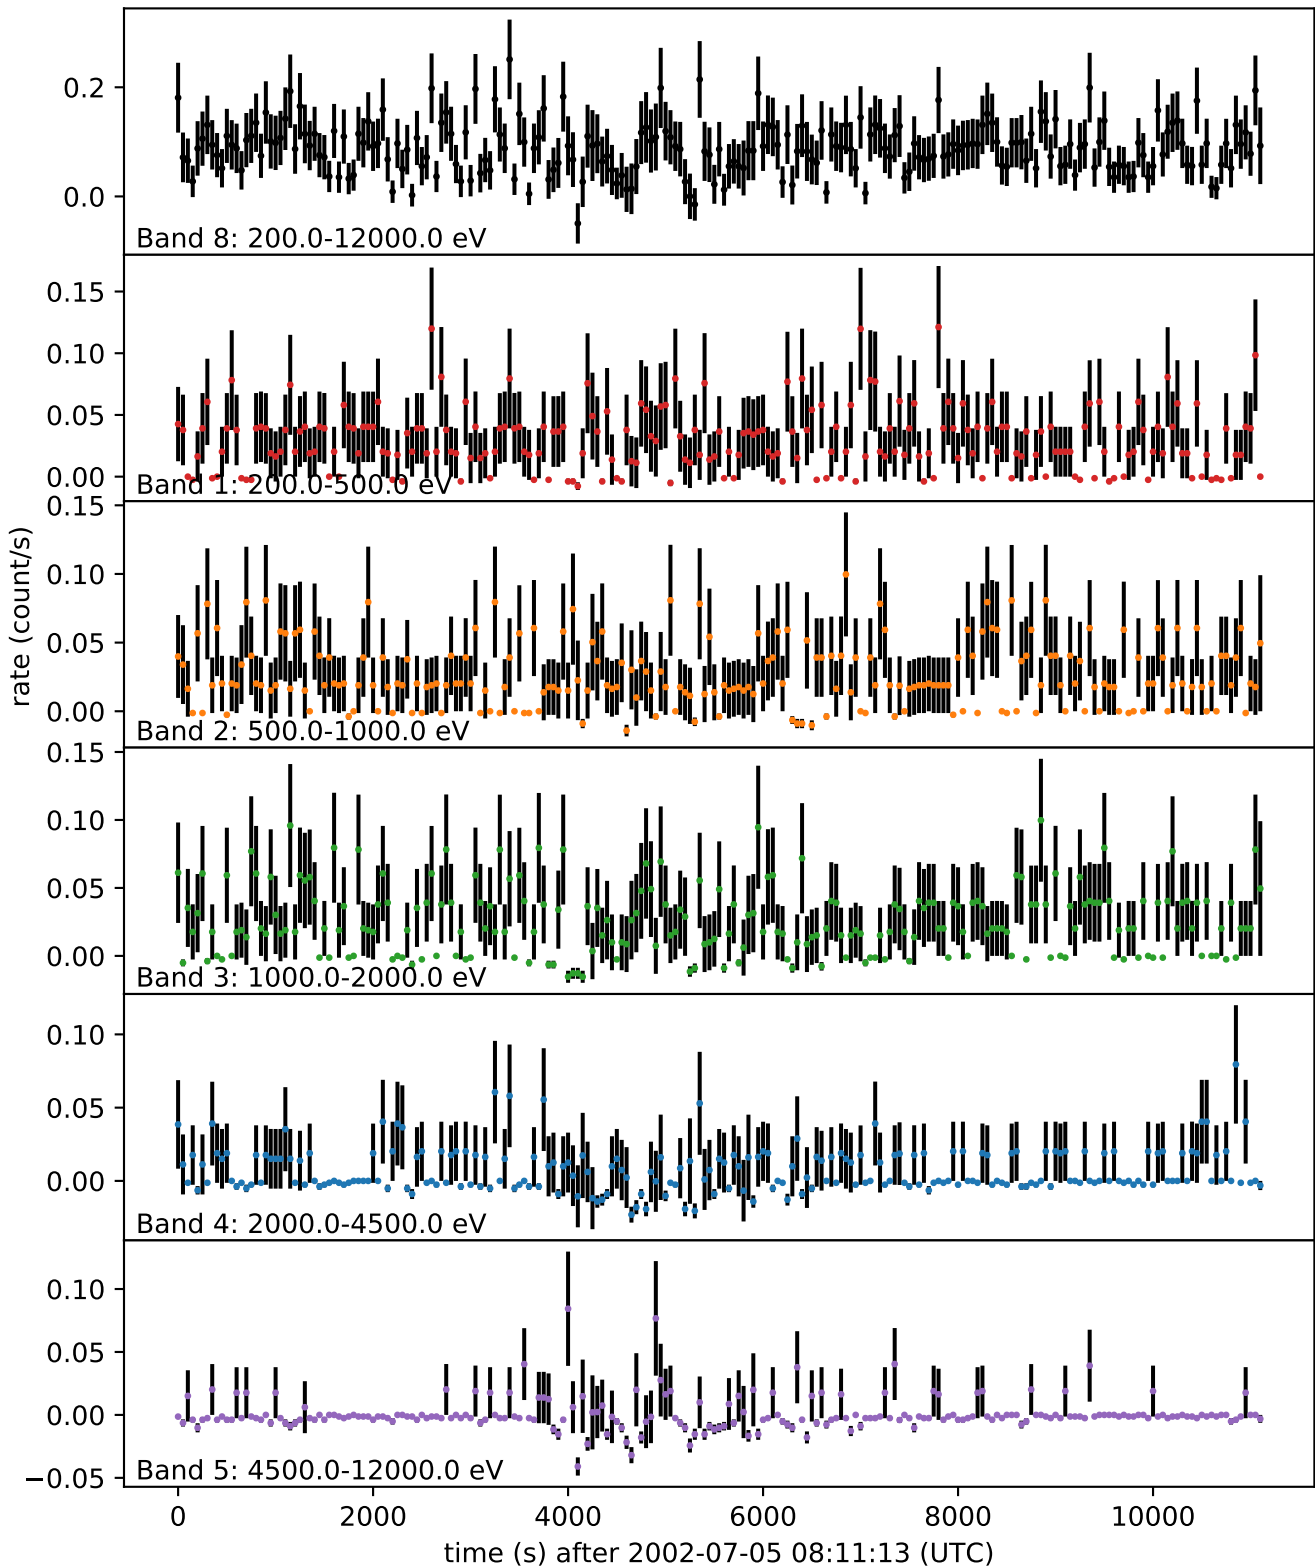 0.2
0.0
Band 8: 200.0-12000.0 eV
0.15
0.10
0.05
0.00
Band 1: 200.0-500.0 eV
0.15
0.10
0.05
0.00
Band 2: 500.0-1000.0 eV
rate (count/s)
0.15
0.10
0.05
0.00
Band 3: 1000.0-2000.0 eV
0.10
0.05
0.00
Band 4: 2000.0-4500.0 eV
0.10
0.05
0.00
−0.05
Band 5: 4500.0-12000.0 eV
0 2000 4000 6000 8000 10000
time (s) after 2002-07-05 08:11:13 (UTC)